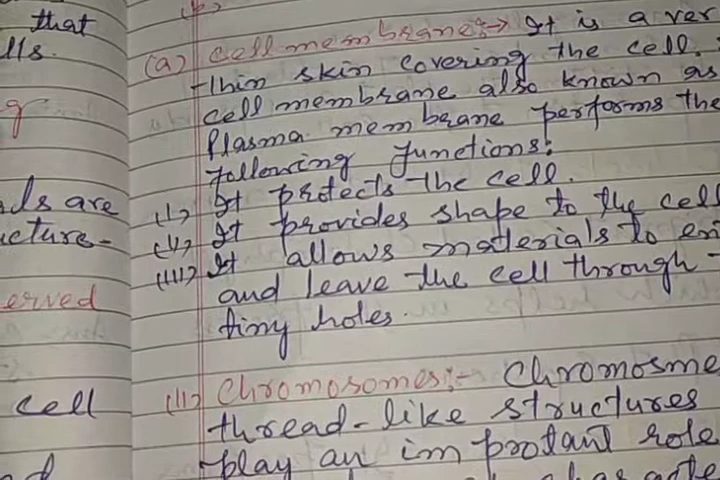 that
lls.
g
are
ucture-
erved
cell
(a) Cell membrane:→ It is a ver
thin skin covering the cell.
cell membrane also known as
Plasma membrane performs the
following functions:
(i) It protects the cell.
(ii) It provides shape to the cell
(iii) It allows materials to en
and leave the cell through
tiny holes.
(ii) Chromosomes:- Chromosme
thread-like structures
play an improtant role